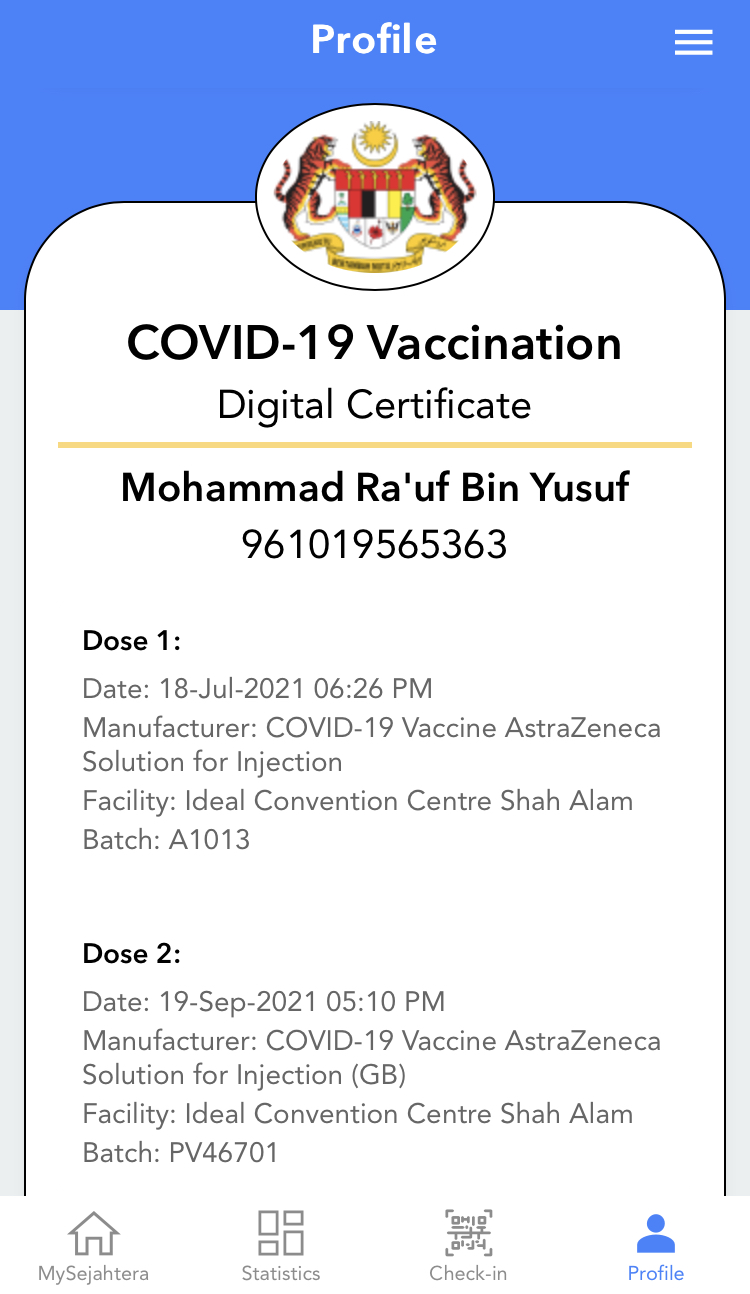 Profile
COVID-19 Vaccination
Digital Certificate
Mohammad Ra'uf Bin Yusuf
961019565363
Dose 1:
Date: 18-Jul-2021 06:26 PM
Manufacturer: COVID-19 Vaccine AstraZeneca
Solution for Injection
Facility: Ideal Convention Centre Shah Alam
Batch: A1013
Dose 2:
Date: 19-Sep-2021 05:10 PM
Manufacturer: COVID-19 Vaccine AstraZeneca
Solution for Injection (GB)
Facility: Ideal Convention Centre Shah Alam
Batch: PV46701
MySejahtera
Statistics
Check-in
Profile